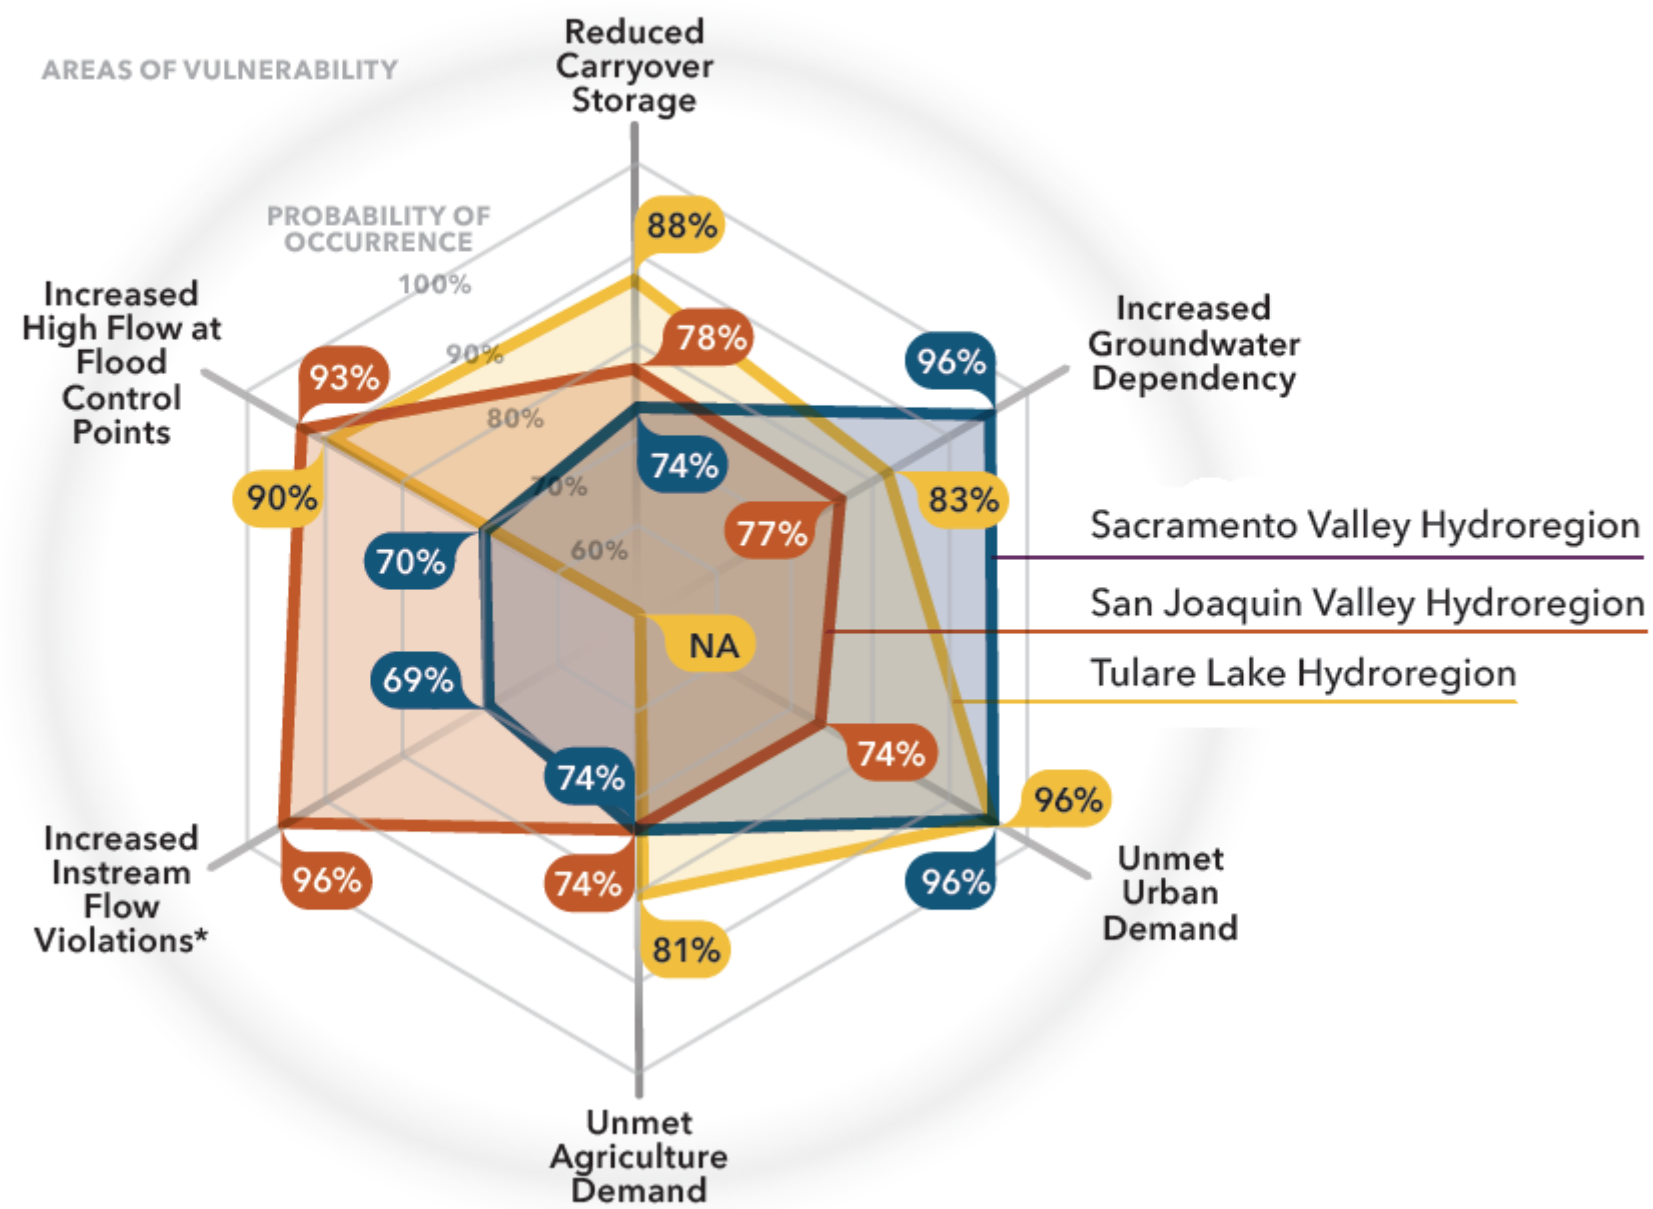 AREAS OF VULNERABILITY
Reduced
Carryover
Storage
PROBABILITY OF
OCCURRENCE
100%
90%
80%
70%
60%
88%
78%
74%
Increased
High Flow at
Flood
Control
Points
93%
90%
70%
Increased
Groundwater
Dependency
96%
83%
77%
Sacramento Valley Hydroregion
San Joaquin Valley Hydroregion
Tulare Lake Hydroregion
NA
69%
74%
74%
96%
96%
Increased
Instream
Flow
Violations*
96%
74%
81%
Unmet
Urban
Demand
Unmet
Agriculture
Demand